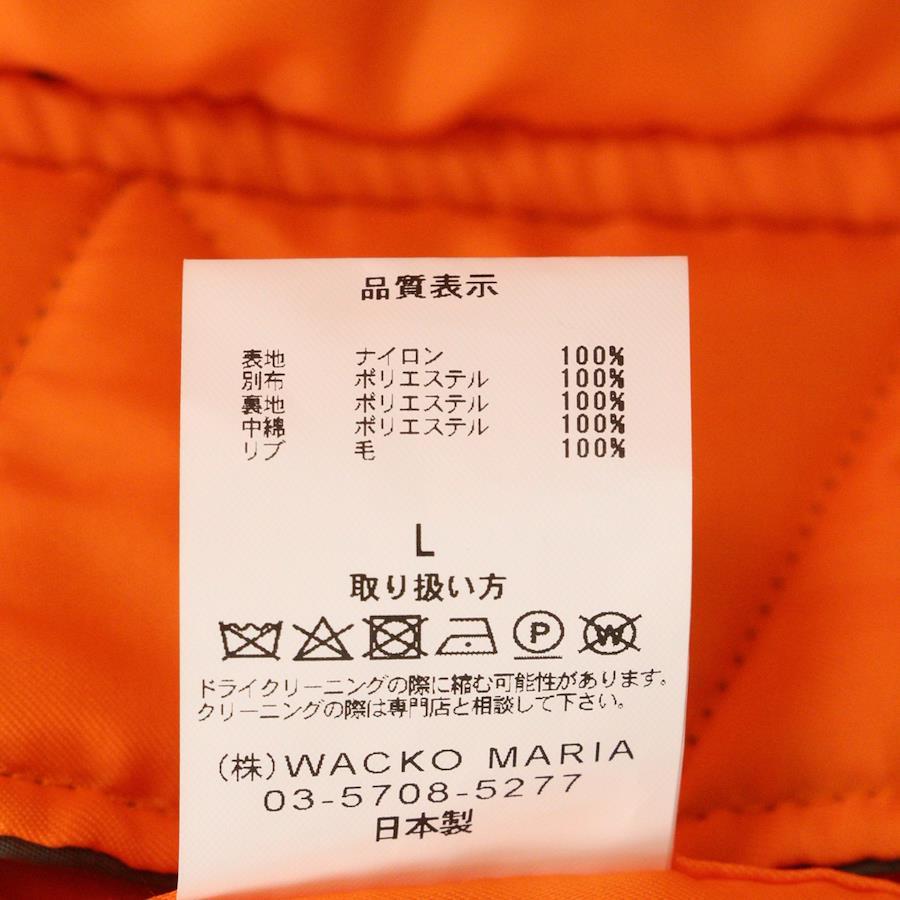 品質表示
表地 ナイロン 100%
別布 ポリエステル 100%
裏地 ポリエステル 100%
中綿 ポリエステル 100%
リブ 毛 100%
L
取り扱い方
P W
ドライクリーニングの際に縮む可能性があります。
クリーニングの際は専門店と相談して下さい。
(株)WACKO MARIA
03-5708-5277
日本製